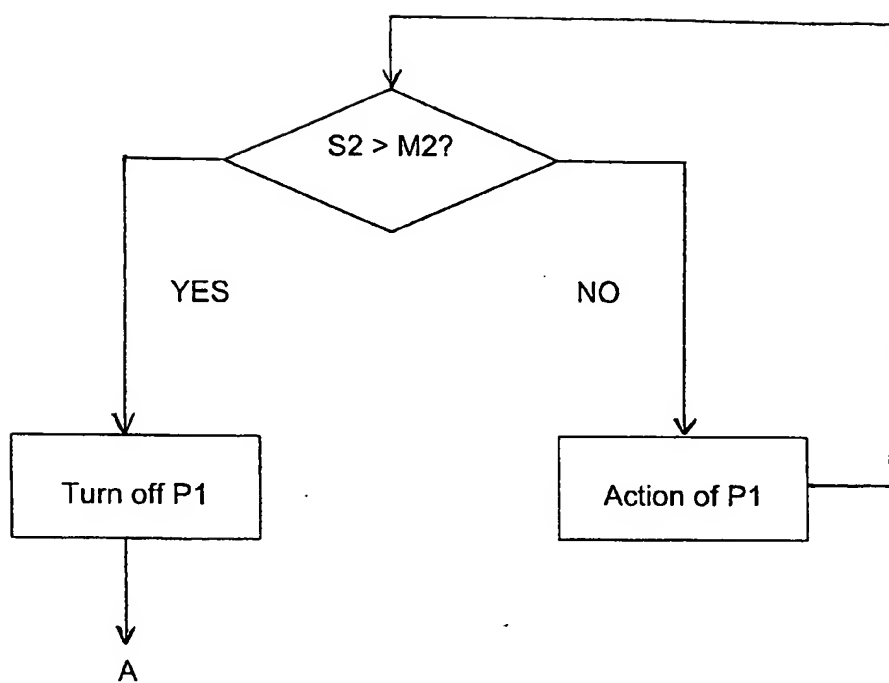 S2 > M2?
YES
NO
Turn off P1
Action of P1
A